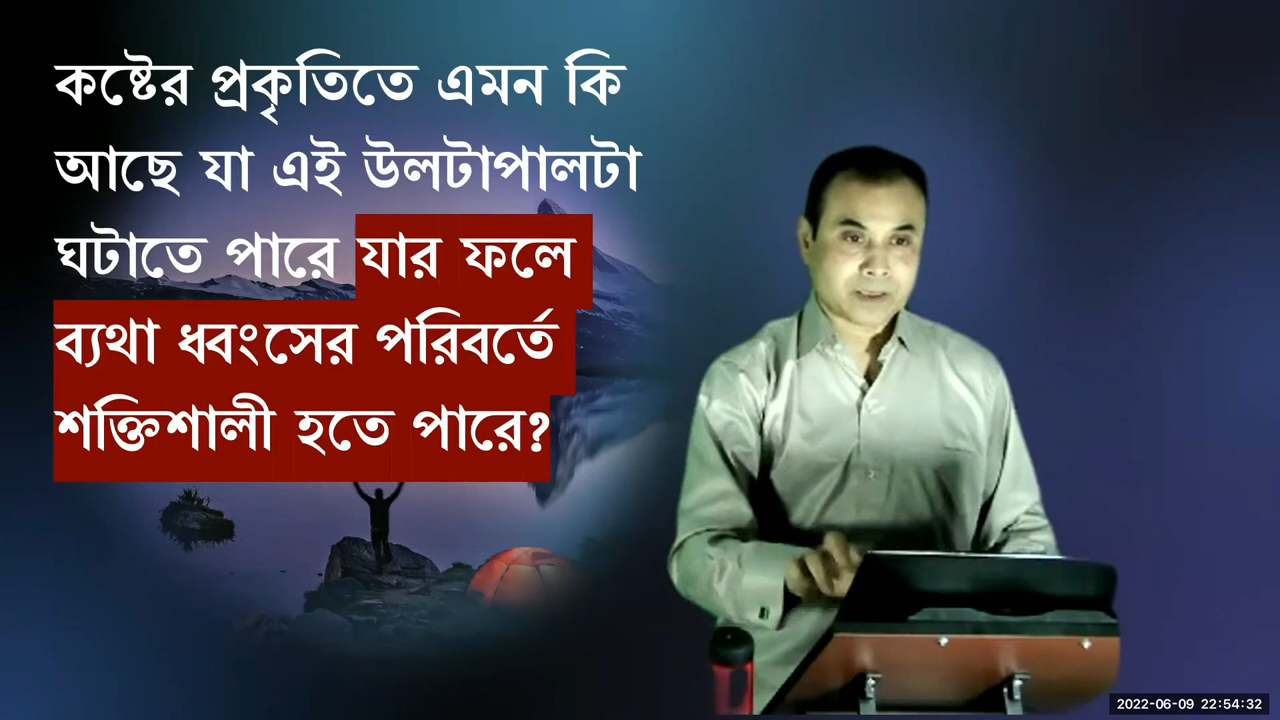 কষ্টের প্রকৃতিতে এমন কি
আছে যা এই উলটাপালটা
ঘটাতে পারে যার ফলে
ব্যথা ধ্বংসের পরিবর্তে
শক্তিশালী হতে পারে?
2022-06-09 22:54:32